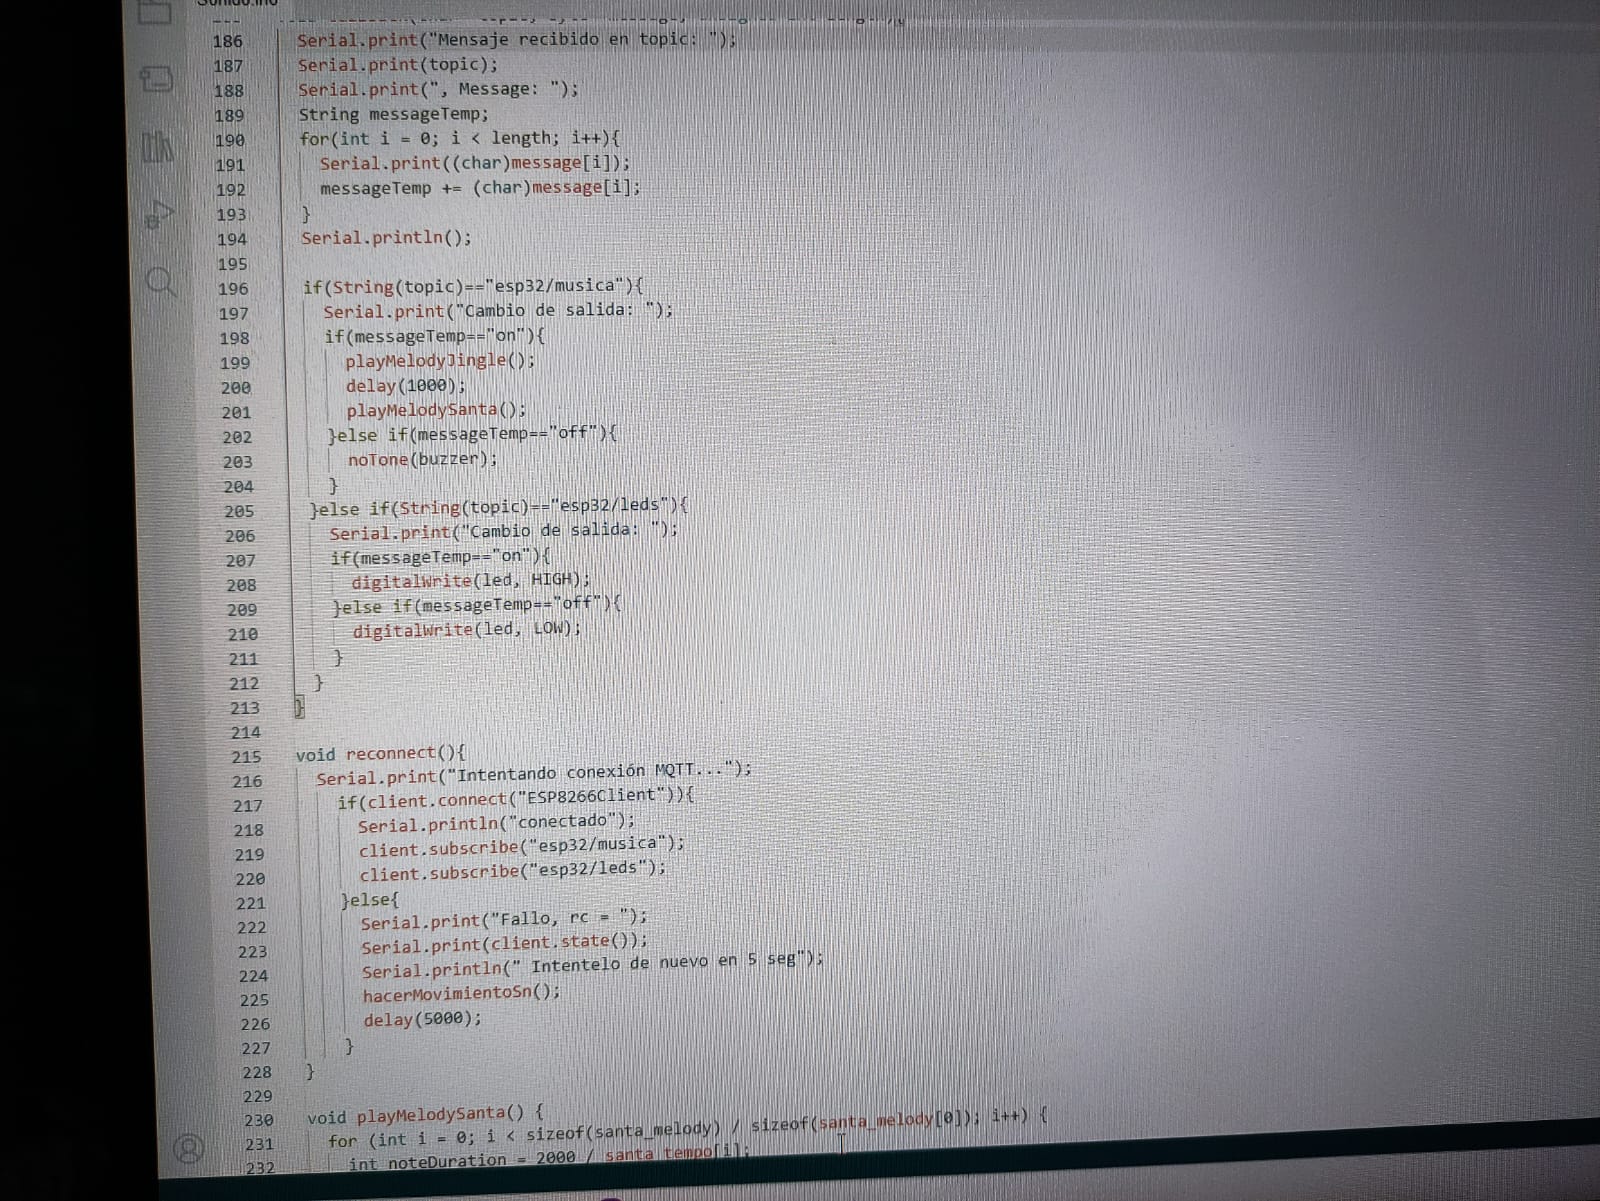 186 Serial.print("Mensaje recibido en topic: ");
187 Serial.print(topic);
188 Serial.print(", Message: ");
189 String messageTemp;
190 for(int i = 0; i < length; i++){
191 Serial.print((char)message[i]);
192 messageTemp += (char)message[i];
193 }
194 Serial.println();
195
196 if(String(topic)=="esp32/musica"){
197 Serial.print("Cambio de salida: ");
198 if(messageTemp=="on"){
199 playMelodyJingle();
200 delay(1000);
201 playMelodySanta();
202 }else if(messageTemp=="off"){
203 noTone(buzzer);
204 }
205 }else if(String(topic)=="esp32/leds"){
206 Serial.print("Cambio de salida: ");
207 if(messageTemp=="on"){
208 digitalWrite(led, HIGH);
209 }else if(messageTemp=="off"){
210 digitalWrite(led, LOW);
211 }
212 }
213 }
214
215 void reconnect(){
216 Serial.print("Intentando conexión MQTT...");
217 if(client.connect("ESP8266Client")){
218 Serial.println("conectado");
219 client.subscribe("esp32/musica");
220 client.subscribe("esp32/leds");
221 }else{
222 Serial.print("Fallo, rc = ");
223 Serial.print(client.state());
224 Serial.println(" Intentelo de nuevo en 5 seg");
225 hacerMovimientoSn();
226 delay(5000);
227 }
228 }
229
230 void playMelodySanta() {
231 for (int i = 0; i < sizeof(santa_melody) / sizeof(santa_melody[0]); i++) {
232 int noteDuration = 2000 / santa_tempo[i];